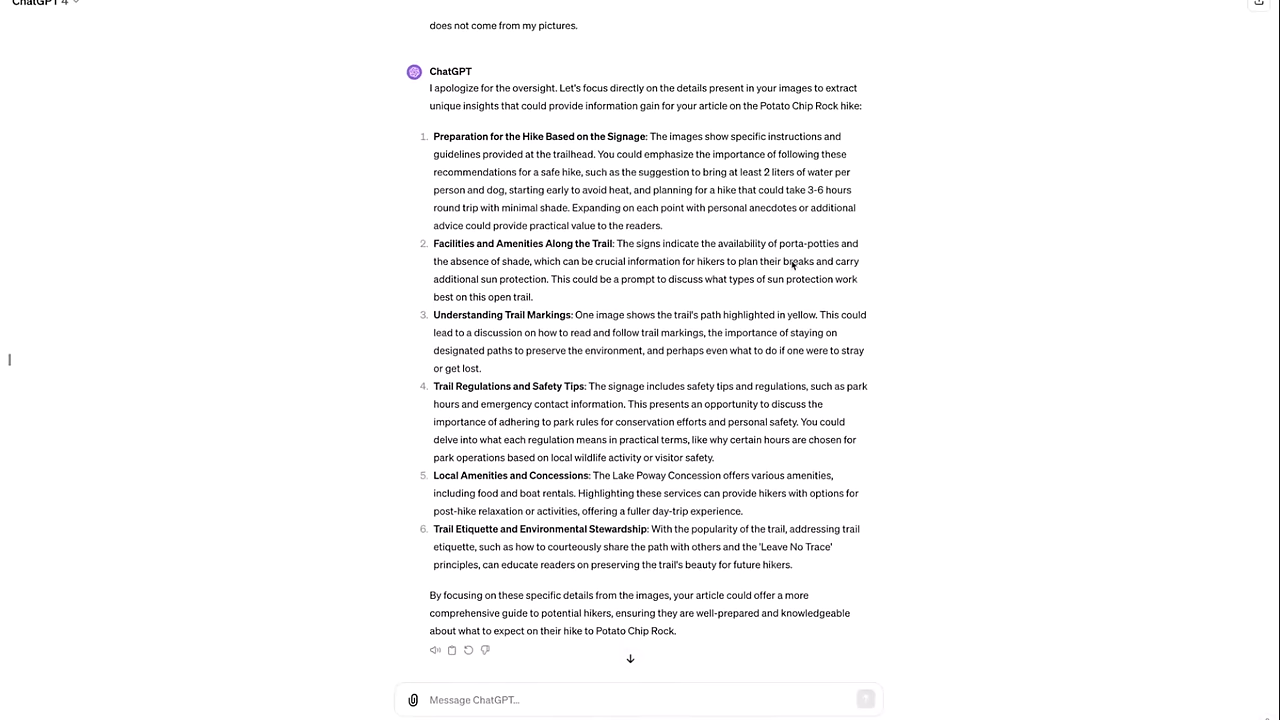 ChatGPT 4
does not come from my pictures.
ChatGPT
I apologize for the oversight. Let's focus directly on the details present in your images to extract
unique insights that could provide information gain for your article on the Potato Chip Rock hike:
1. Preparation for the Hike Based on the Signage: The images show specific instructions and
guidelines provided at the trailhead. You could emphasize the importance of following these
recommendations for a safe hike, such as the suggestion to bring at least 2 liters of water per
person and dog, starting early to avoid heat, and planning for a hike that could take 3-6 hours
round trip with minimal shade. Expanding on each point with personal anecdotes or additional
advice could provide practical value to the readers.
2. Facilities and Amenities Along the Trail: The signs indicate the availability of porta-potties and
the absence of shade, which can be crucial information for hikers to plan their breaks and carry
additional sun protection. This could be a prompt to discuss what types of sun protection work
best on this open trail.
3. Understanding Trail Markings: One image shows the trail's path highlighted in yellow. This could
lead to a discussion on how to read and follow trail markings, the importance of staying on
designated paths to preserve the environment, and perhaps even what to do if one were to stray
or get lost.
4. Trail Regulations and Safety Tips: The signage includes safety tips and regulations, such as park
hours and emergency contact information. This presents an opportunity to discuss the
importance of adhering to park rules for conservation efforts and personal safety. You could
delve into what each regulation means in practical terms, like why certain hours are chosen for
park operations based on local wildlife activity or visitor safety.
5. Local Amenities and Concessions: The Lake Poway Concession offers various amenities,
including food and boat rentals. Highlighting these services can provide hikers with options for
post-hike relaxation or activities, offering a fuller day-trip experience.
6. Trail Etiquette and Environmental Stewardship: With the popularity of the trail, addressing trail
etiquette, such as how to courteously share the path with others and the 'Leave No Trace'
principles, can educate readers on preserving the trail's beauty for future hikers.
By focusing on these specific details from the images, your article could offer a more
comprehensive guide to potential hikers, ensuring they are well-prepared and knowledgeable
about what to expect on their hike to Potato Chip Rock.
Message ChatGPT...